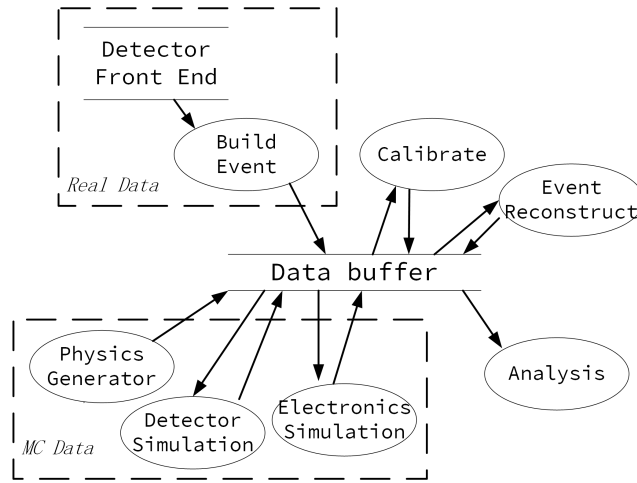 Detector
Front End
Build
Event
Real Data
Calibrate
Event
Reconstruct
Data buffer
Physics
Generator
Detector
Simulation
Electronics
Simulation
Analysis
MC Data